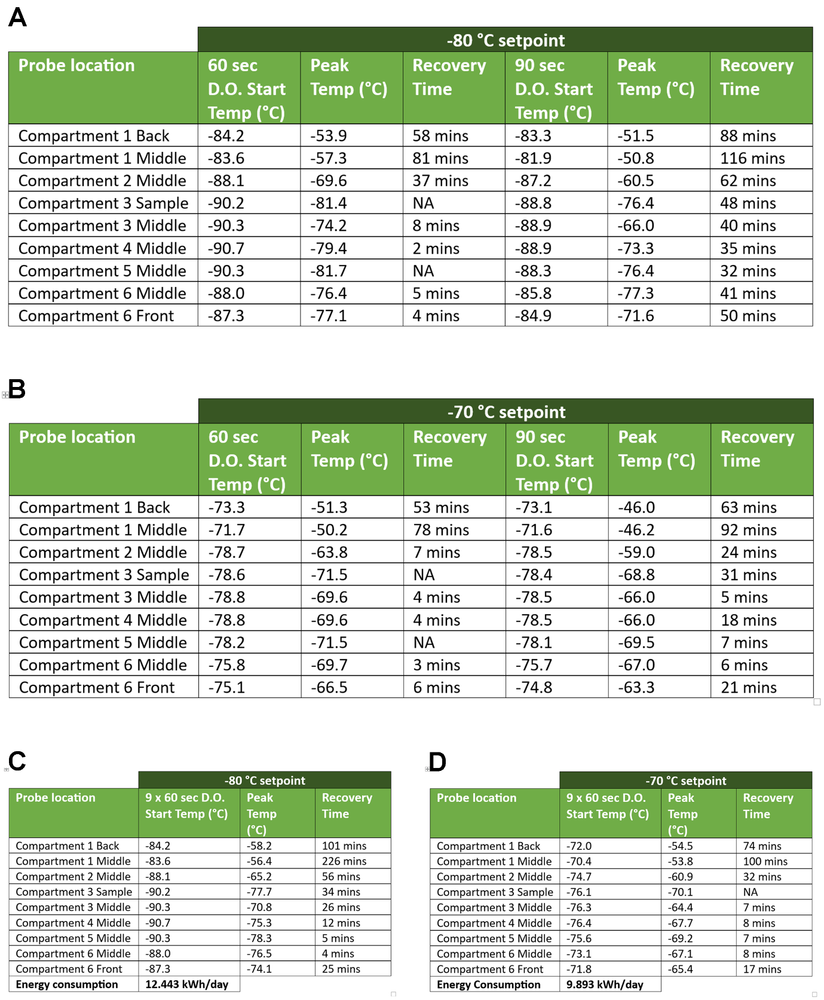 A
-80 °C setpoint
Probe location | 60 sec D.O. Start Temp (°C) | Peak Temp (°C) | Recovery Time | 90 sec D.O. Start Temp (°C) | Peak Temp (°C) | Recovery Time
Compartment 1 Back | -84.2 | -53.9 | 58 mins | -83.3 | -51.5 | 88 mins
Compartment 1 Middle | -83.6 | -57.3 | 81 mins | -81.9 | -50.8 | 116 mins
Compartment 2 Middle | -88.1 | -69.6 | 37 mins | -87.2 | -60.5 | 62 mins
Compartment 3 Sample | -90.2 | -81.4 | NA | -88.8 | -76.4 | 48 mins
Compartment 3 Middle | -90.3 | -74.2 | 8 mins | -88.9 | -66.0 | 40 mins
Compartment 4 Middle | -90.7 | -79.4 | 2 mins | -88.9 | -73.3 | 35 mins
Compartment 5 Middle | -90.3 | -81.7 | NA | -88.3 | -76.4 | 32 mins
Compartment 6 Middle | -88.0 | -76.4 | 5 mins | -85.8 | -77.3 | 41 mins
Compartment 6 Front | -87.3 | -77.1 | 4 mins | -84.9 | -71.6 | 50 mins
B
-70 °C setpoint
Probe location | 60 sec D.O. Start Temp (°C) | Peak Temp (°C) | Recovery Time | 90 sec D.O. Start Temp (°C) | Peak Temp (°C) | Recovery Time
Compartment 1 Back | -73.3 | -51.3 | 53 mins | -73.1 | -46.0 | 63 mins
Compartment 1 Middle | -71.7 | -50.2 | 78 mins | -71.6 | -46.2 | 92 mins
Compartment 2 Middle | -78.7 | -63.8 | 7 mins | -78.5 | -59.0 | 24 mins
Compartment 3 Sample | -78.6 | -71.5 | NA | -78.4 | -68.8 | 31 mins
Compartment 3 Middle | -78.8 | -69.6 | 4 mins | -78.5 | -66.0 | 5 mins
Compartment 4 Middle | -78.8 | -69.6 | 4 mins | -78.5 | -66.0 | 18 mins
Compartment 5 Middle | -78.2 | -71.5 | NA | -78.1 | -69.5 | 7 mins
Compartment 6 Middle | -75.8 | -69.7 | 3 mins | -75.7 | -67.0 | 6 mins
Compartment 6 Front | -75.1 | -66.5 | 6 mins | -74.8 | -63.3 | 21 mins
C
-80 °C setpoint
Probe location | 9 x 60 sec D.O. Start Temp (°C) | Peak Temp (°C) | Recovery Time
Compartment 1 Back | -84.2 | -58.2 | 101 mins
Compartment 1 Middle | -83.6 | -56.4 | 226 mins
Compartment 2 Middle | -88.1 | -65.2 | 56 mins
Compartment 3 Sample | -90.2 | -77.7 | 34 mins
Compartment 3 Middle | -90.3 | -70.8 | 26 mins
Compartment 4 Middle | -90.7 | -75.3 | 12 mins
Compartment 5 Middle | -90.3 | -78.3 | 5 mins
Compartment 6 Middle | -88.0 | -76.5 | 4 mins
Compartment 6 Front | -87.3 | -74.1 | 25 mins
Energy consumption | 12.443 kWh/day
D
-70 °C setpoint
Probe location | 9 x 60 sec D.O. Start Temp (°C) | Peak Temp (°C) | Recovery Time
Compartment 1 Back | -72.0 | -54.5 | 74 mins
Compartment 1 Middle | -70.4 | -53.8 | 100 mins
Compartment 2 Middle | -74.7 | -60.9 | 32 mins
Compartment 3 Sample | -76.1 | -70.1 | NA
Compartment 3 Middle | -76.3 | -64.4 | 7 mins
Compartment 4 Middle | -76.4 | -67.7 | 8 mins
Compartment 5 Middle | -75.6 | -69.2 | 7 mins
Compartment 6 Middle | -73.1 | -67.1 | 8 mins
Compartment 6 Front | -71.8 | -65.4 | 17 mins
Energy Consumption | 9.893 kWh/day